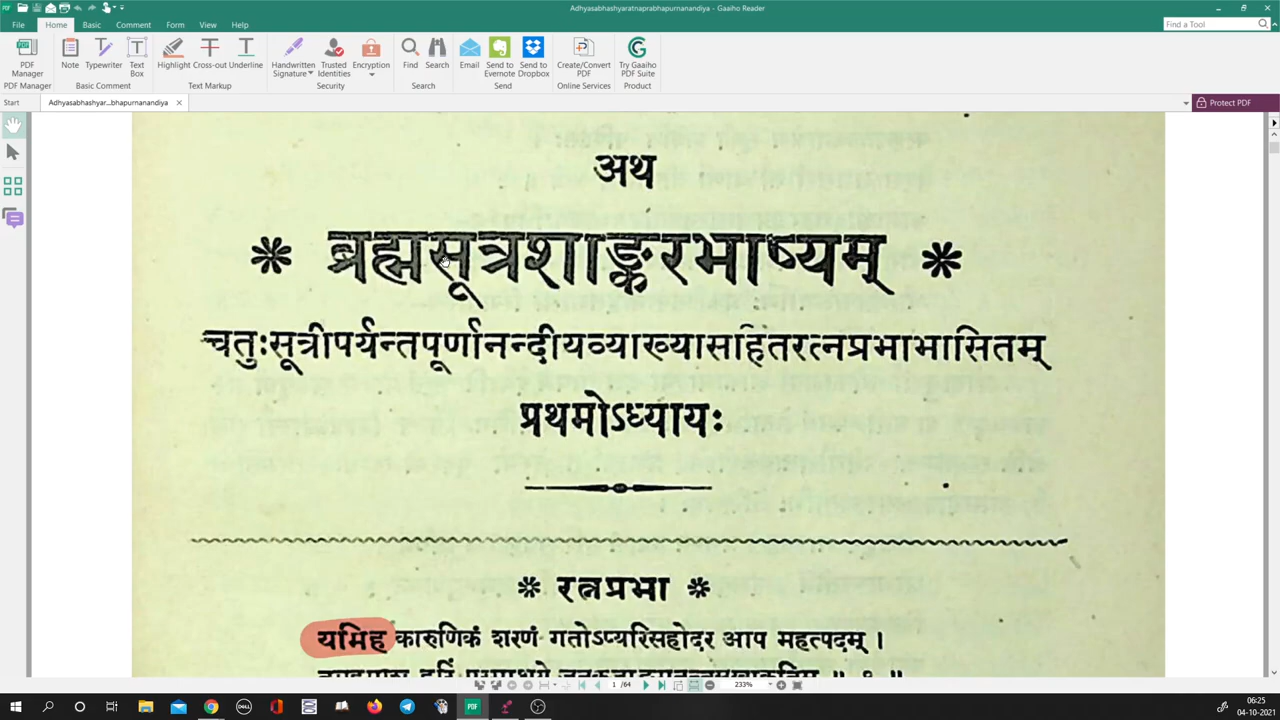 Adhyasabhashyaratnaprabhapurnanandiya - Gaaiho Reader
File Home Basic Comment Form View Help
Find a Tool
PDF Manager Note Typewriter Text Box Highlight Cross-out Underline Handwritten Signature Trusted Identities Encryption Find Search Email Send to Evernote Send to Dropbox Create/Convert PDF Try Gaaiho PDF Suite
PDF Manager Basic Comment Text Markup Security Search Send Online Services Product
Start Adhyasabhashyar...bhapurnanandiya Protect PDF
अथ
ब्रह्मसूत्रशाङ्करभाष्यम्
चतुःसूत्रीपर्यन्तपूर्णानन्दीयव्याख्यासहितरत्नप्रभाभासितम्
प्रथमोऽध्यायः
रत्नप्रभा
यमिह कारुणिकं शरणं गतोऽप्यरिसहोदर आप महत्पदम् ।
1 /64 233%
06:25
04-10-2021